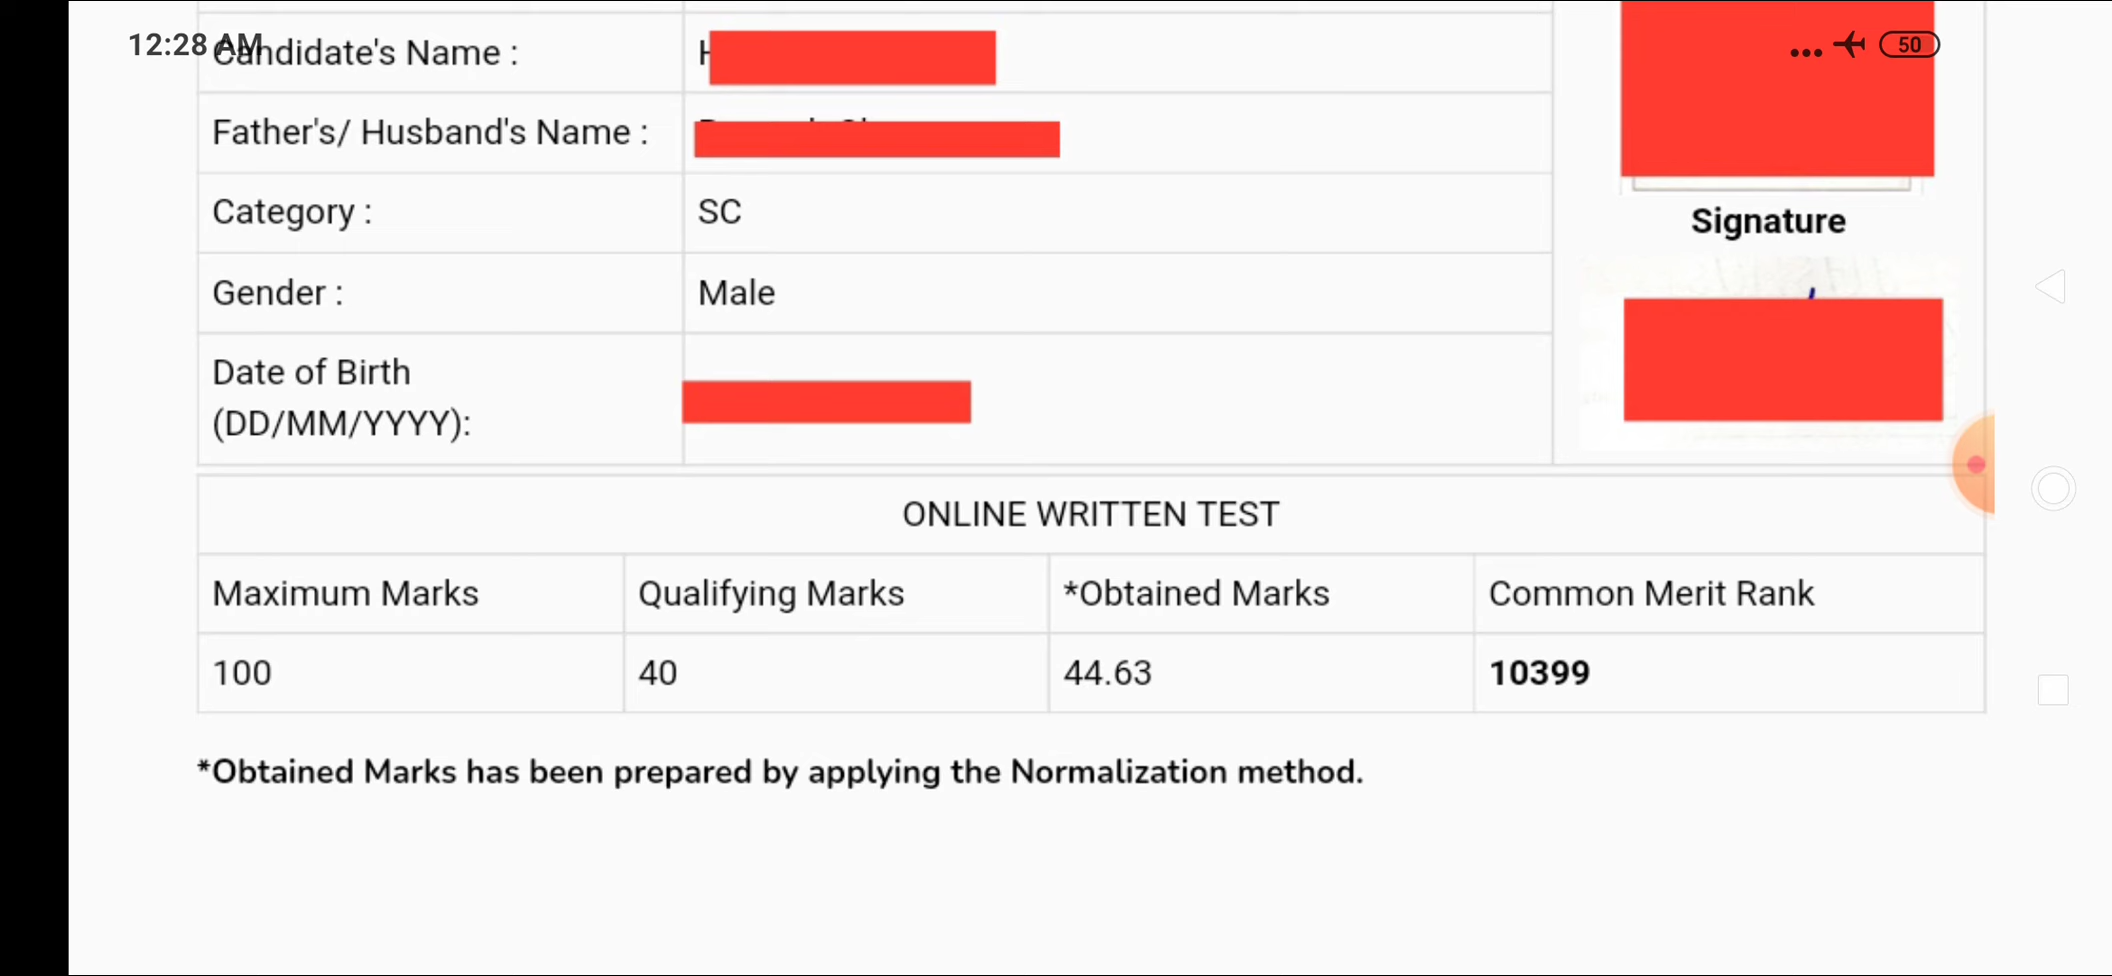 12:28 AM
50
Candidate's Name :
Father's/ Husband's Name :
Category : SC
Signature
Gender : Male
Date of Birth
(DD/MM/YYYY):
ONLINE WRITTEN TEST
Maximum Marks Qualifying Marks *Obtained Marks Common Merit Rank
100 40 44.63 10399
*Obtained Marks has been prepared by applying the Normalization method.